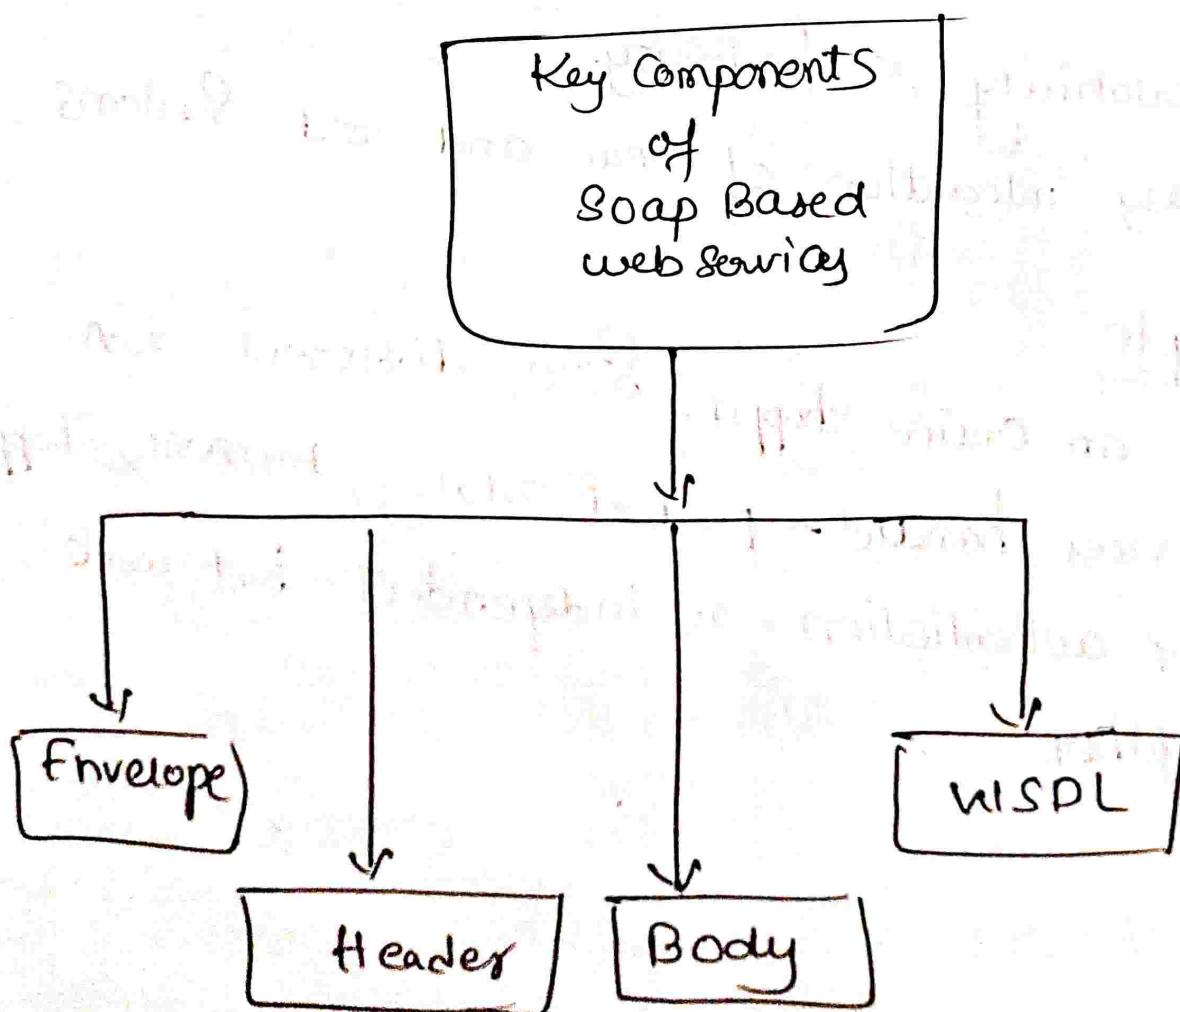 Key Components
of
Soap Based
web services
Envelope
WSDL
Header
Body